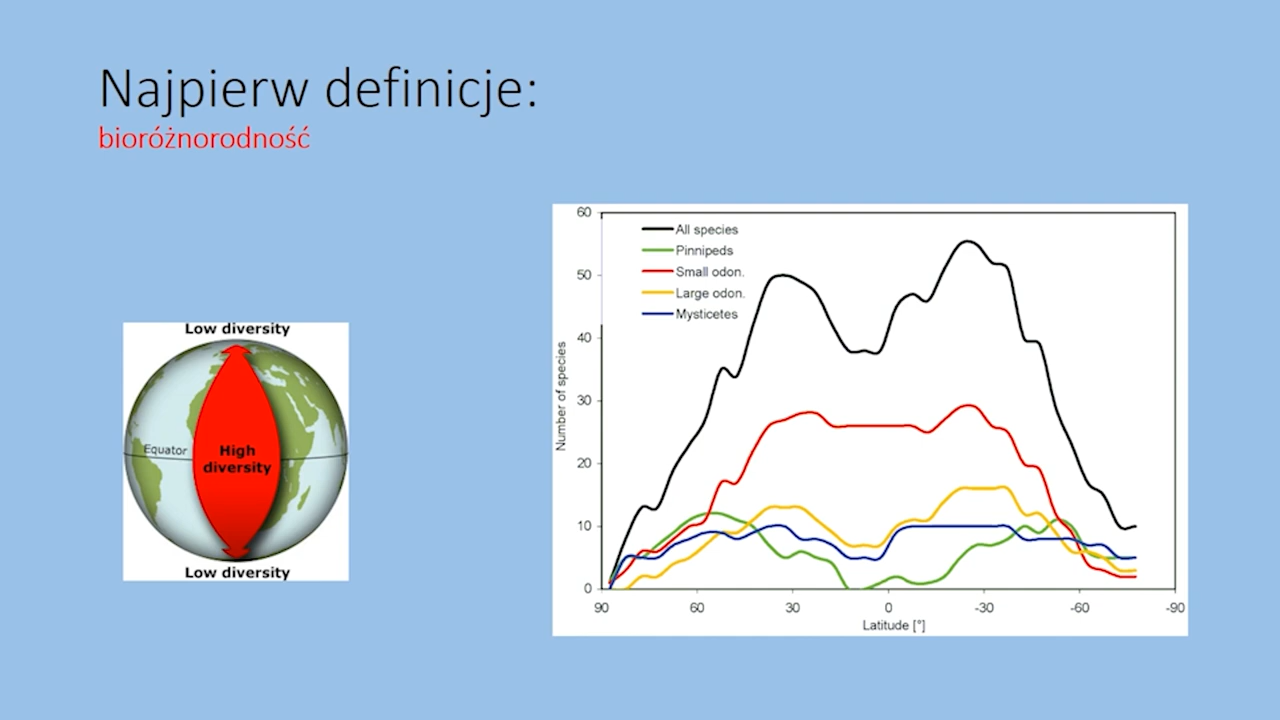 Najpierw definicje:
bioróżnorodność
Low diversity
Equator
High
diversity
Low diversity
60
50
40
30
20
10
0
Number of species
All species
Pinnipeds
Small odon.
Large odon.
Mysticetes
90 60 30 0 -30 -60 -90
Latitude [°]